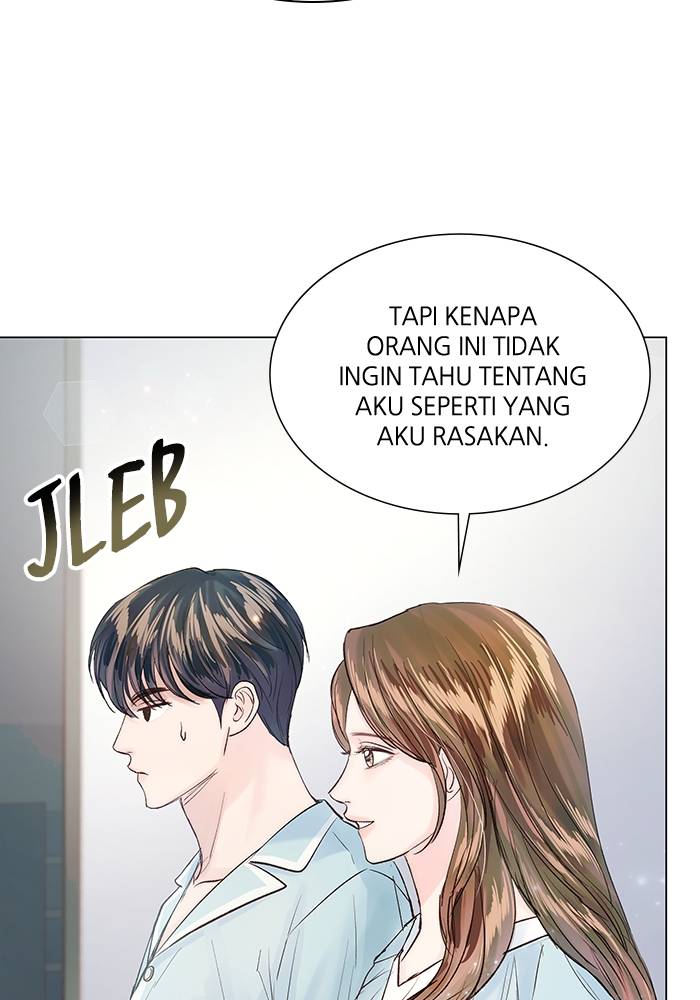 TAPI KENAPA
ORANG INI TIDAK
INGIN TAHU TENTANG
AKU SEPERTI YANG
AKU RASAKAN.
JLEB